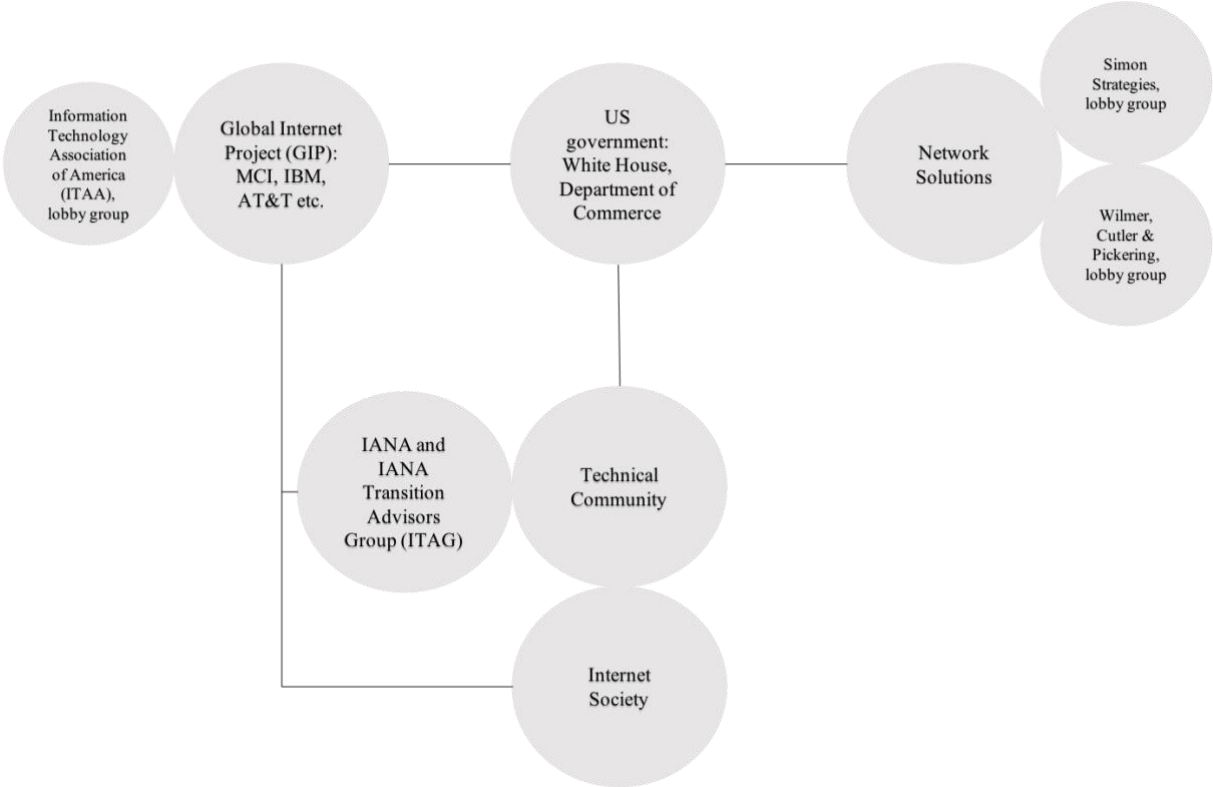 Information
Technology
Association
of America
(ITAA),
lobby group
Global Internet
Project (GIP):
MCI, IBM,
AT&T etc.
US
government:
White House,
Department of
Commerce
Network
Solutions
Simon
Strategies,
lobby group
Wilmer,
Cutler &
Pickering,
lobby group
IANA and
IANA
Transition
Advisors
Group (ITAG)
Technical
Community
Internet
Society